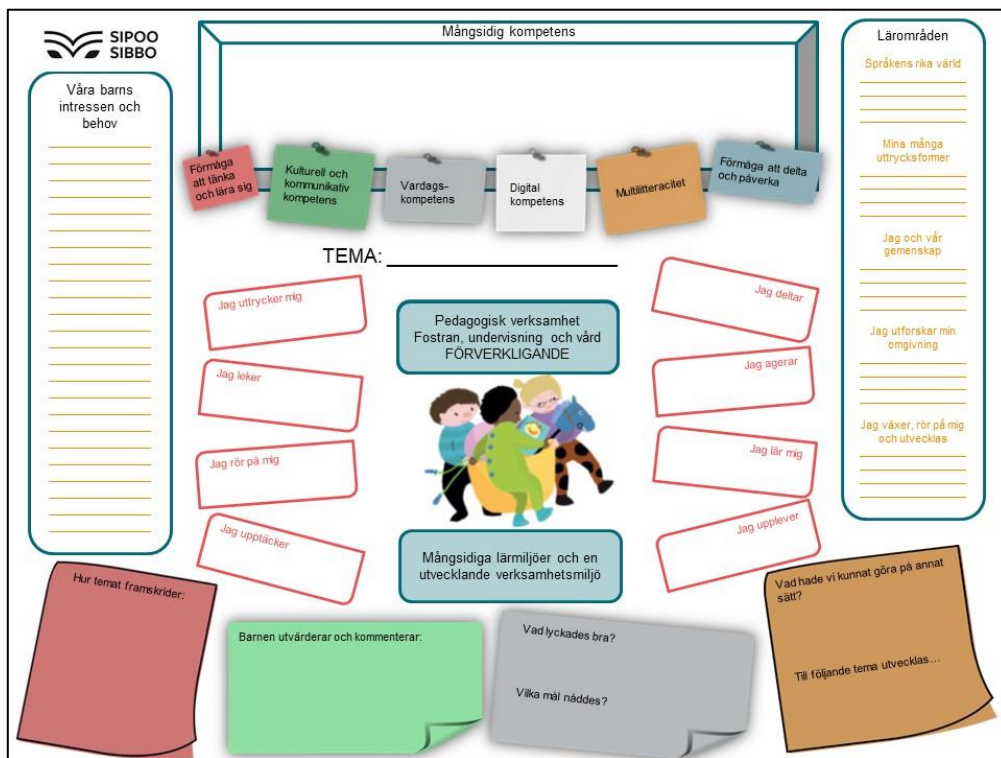 SIPOO
SIBBO
Våra barns
intressen och
behov
Mångsidig kompetens
Förmåga
att tänka
och lära sig
Kulturell och
kommunikativ
kompetens
Vardags-
kompetens
Digital
kompetens
Multilitteracitet
Förmåga att delta
och påverka
Lärområden
Språkens rika värld
Mina många
uttrycksformer
Jag och vår
gemenskap
Jag utforskar min
omgivning
Jag växer, rör på mig
och utvecklas
TEMA:
Jag uttrycker mig
Jag leker
Jag rör på mig
Jag upptäcker
Pedagogisk verksamhet
Fostran, undervisning och vård
FÖRVERKLIGANDE
Mångsidiga lärmiljöer och en
utvecklande verksamhetsmiljö
Jag deltar
Jag agerar
Jag lär mig
Jag upplever
Hur temat framskrider:
Barnen utvärderar och kommenterar:
Vad lyckades bra?
Vilka mål nåddes?
Vad hade vi kunnat göra på annat
sätt?
Till följande tema utvecklas…